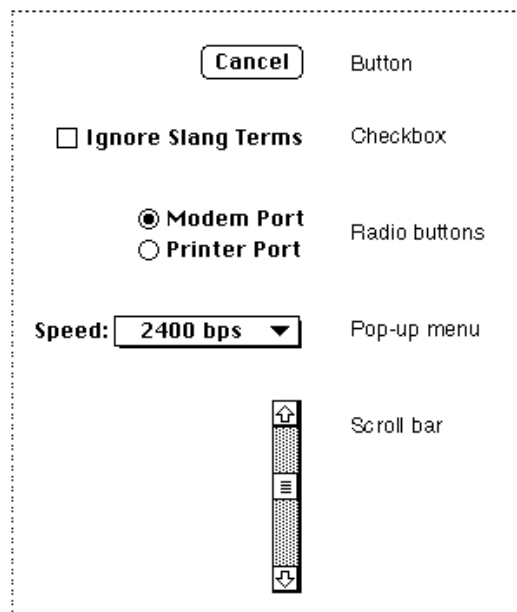 Cancel Button
Ignore Slang Terms Checkbox
Modem Port
Printer Port
Radio buttons
Speed: 2400 bps Pop-up menu
Scroll bar